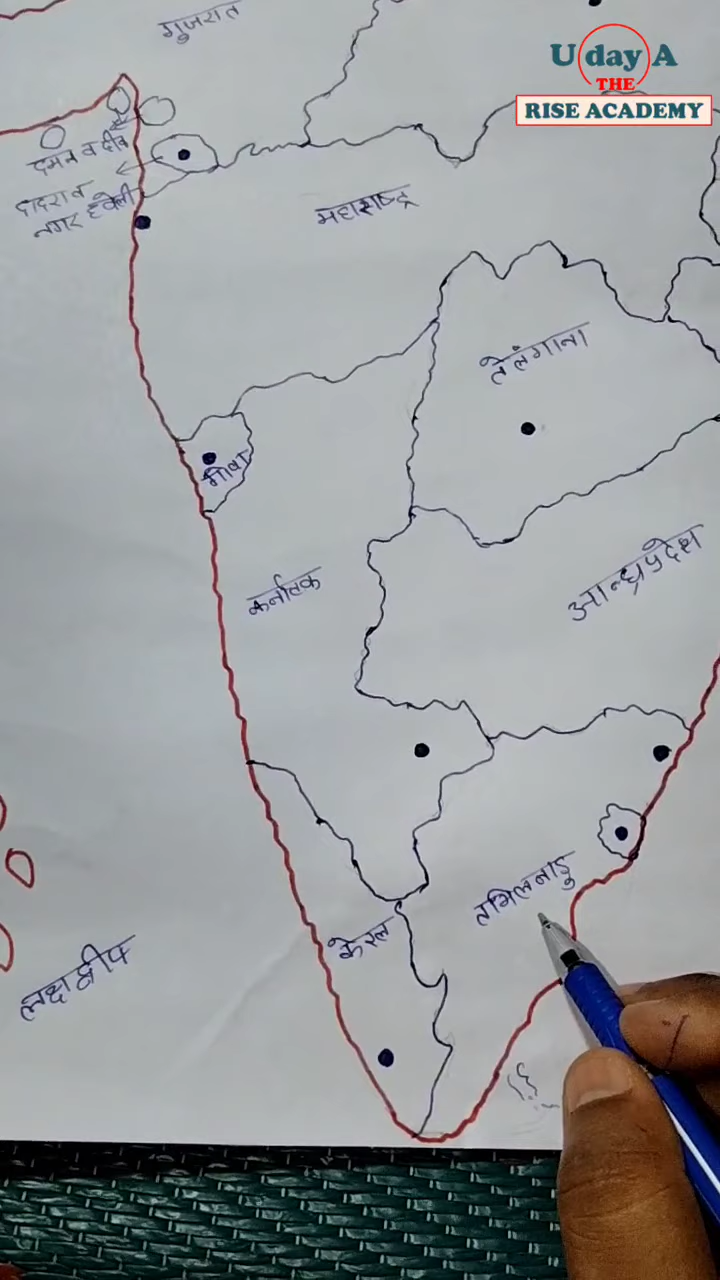 गुजरात
UdayA
THE
RISE ACADEMY
दमन व दीव
दादरा व
नगर हवेली
महाराष्ट्र
तेलंगाना
गोवा
कर्नाटक
आन्ध्रप्रदेश
तमिलनाडु
केरल
लक्षद्वीप